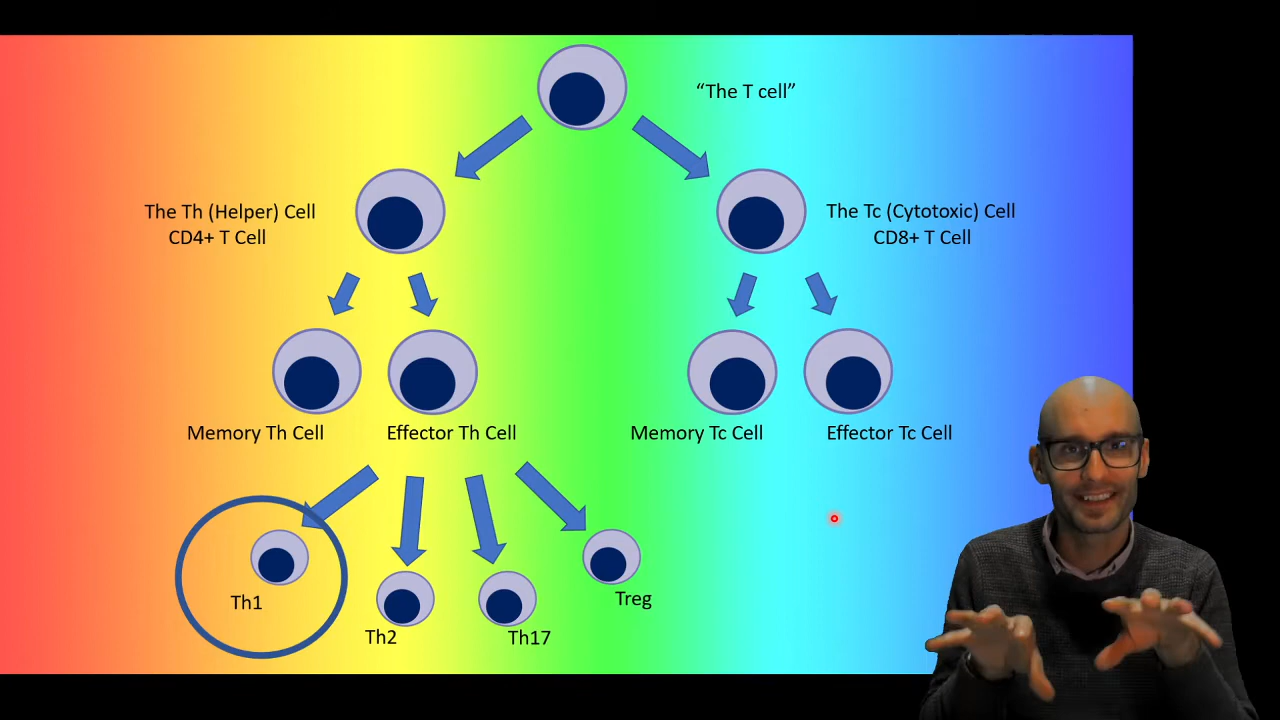 “The T cell”
The Th (Helper) Cell
CD4+ T Cell
The Tc (Cytotoxic) Cell
CD8+ T Cell
Memory Th Cell
Effector Th Cell
Memory Tc Cell
Effector Tc Cell
Th1
Th2
Th17
Treg